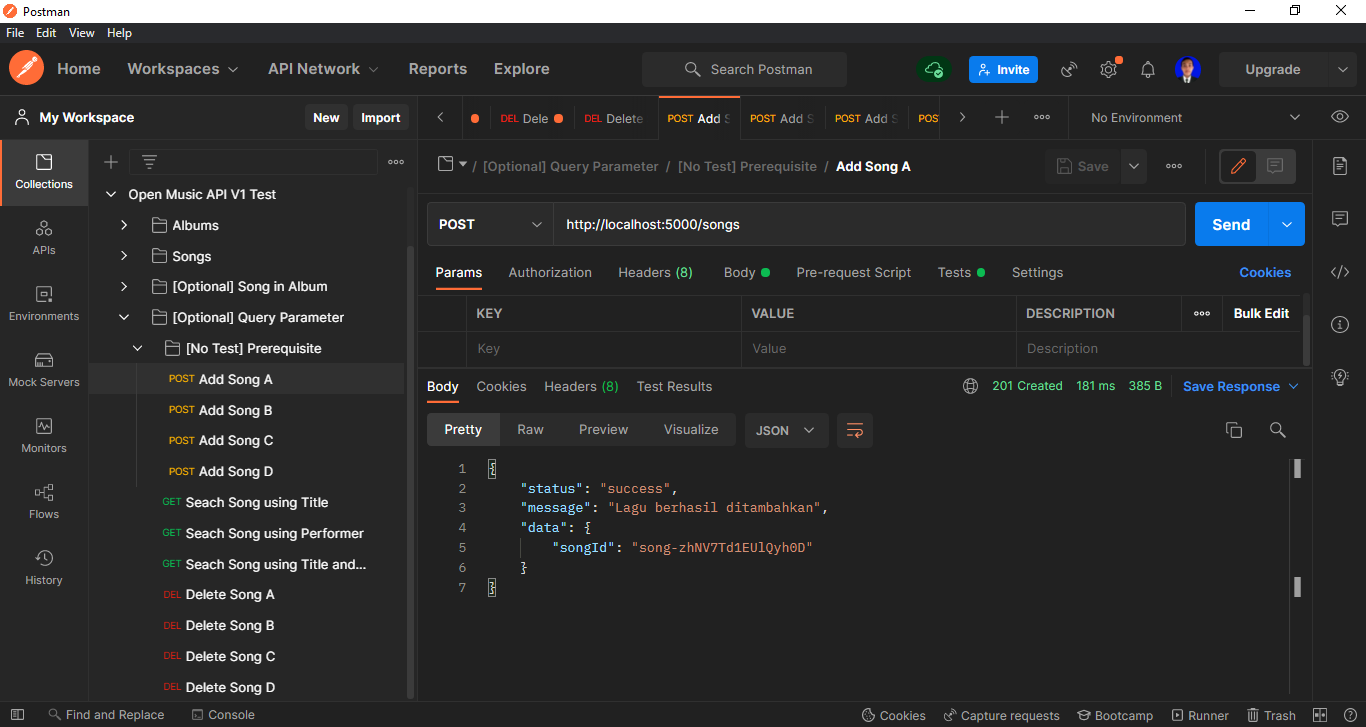 Postman
File Edit View Help
Home Workspaces API Network Reports Explore Search Postman Invite Upgrade
My Workspace New Import
DEL Dele DEL Delete POST Add S POST Add S POST Add S POS No Environment
Collections
APIs
Environments
Mock Servers
Monitors
Flows
History
Open Music API V1 Test
Albums
Songs
[Optional] Song in Album
[Optional] Query Parameter
[No Test] Prerequisite
POST Add Song A
POST Add Song B
POST Add Song C
POST Add Song D
GET Seach Song using Title
GET Seach Song using Performer
GET Seach Song using Title and...
DEL Delete Song A
DEL Delete Song B
DEL Delete Song C
DEL Delete Song D
/ [Optional] Query Parameter / [No Test] Prerequisite / Add Song A Save
POST http://localhost:5000/songs Send
Params Authorization Headers (8) Body Pre-request Script Tests Settings Cookies
KEY VALUE DESCRIPTION Bulk Edit
Key Value Description
Body Cookies Headers (8) Test Results 201 Created 181 ms 385 B Save Response
Pretty Raw Preview Visualize JSON
1 {
2 "status": "success",
3 "message": "Lagu berhasil ditambahkan",
4 "data": {
5 "songId": "song-zhNV7Td1EUlQyh0D"
6 }
7 }
Find and Replace Console Cookies Capture requests Bootcamp Runner Trash